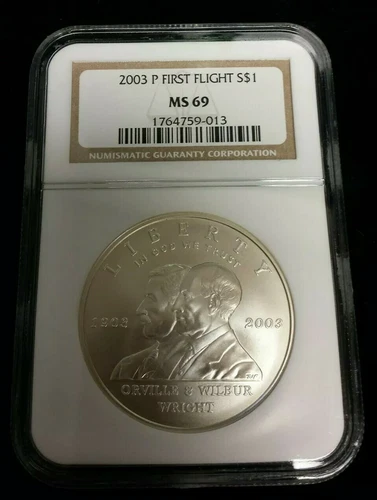 2003 P FIRST FLIGHT S$1
MS 69
1764759-013
NUMISMATIC GUARANTY CORPORATION
LIBERTY
IN GOD WE TRUST
1903 2003
ORVILLE & WILBUR
WRIGHT